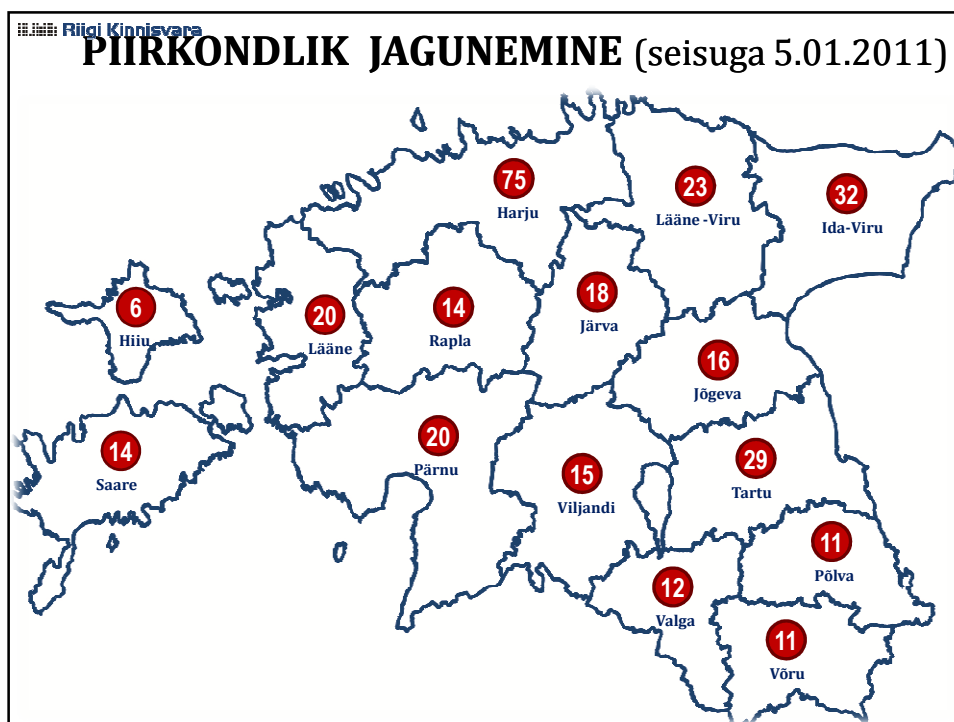 Riigi Kinnisvara
PIIRKONDLIK JAGUNEMINE (seisuga 5.01.2011)
75
Harju
23
Lääne -Viru
32
Ida-Viru
6
Hiiu
20
Lääne
14
Rapla
18
Järva
16
Jõgeva
14
Saare
20
Pärnu
15
Viljandi
29
Tartu
11
Põlva
12
Valga
11
Võru